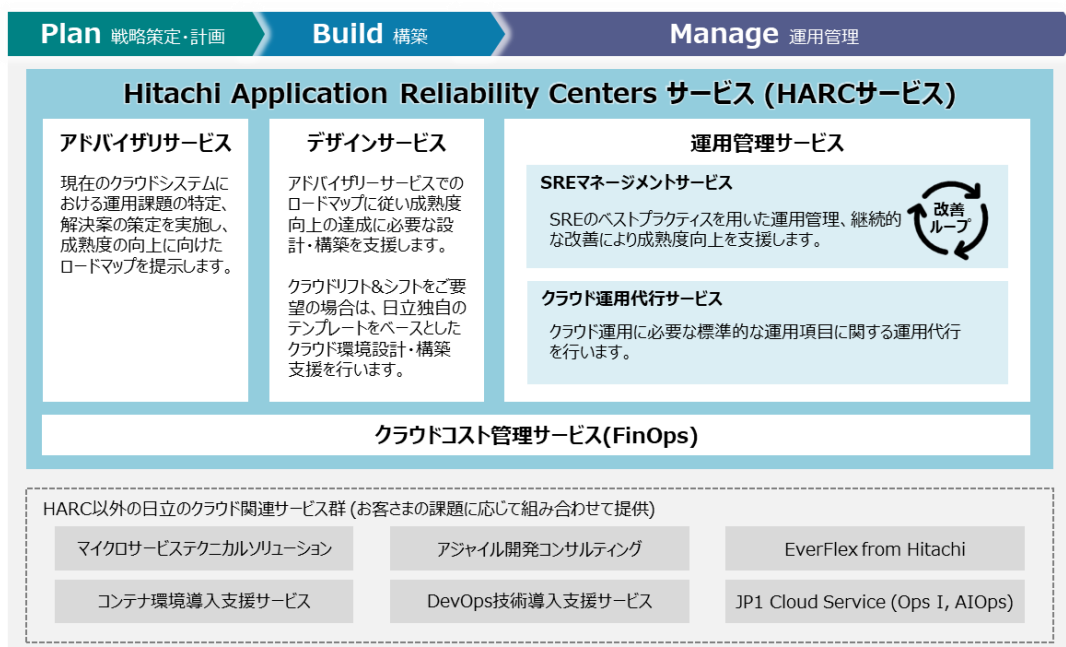 Plan 戦略策定・計画
Build 構築
Manage 運用管理
Hitachi Application Reliability Centers サービス (HARCサービス)
アドバイザリサービス
現在のクラウドシステムに
おける運用課題の特定、
解決案の策定を実施し、
成熟度の向上に向けた
ロードマップを提示します。
デザインサービス
アドバイザリーサービスでの
ロードマップに従い成熟度
向上の達成に必要な設
計・構築を支援します。
クラウドリフト&シフトをご要
望の場合は、日立独自の
テンプレートをベースとした
クラウド環境設計・構築
支援を行います。
運用管理サービス
SREマネージメントサービス
SREのベストプラクティスを用いた運用管理、継続的
な改善により成熟度向上を支援します。
改善
ループ
クラウド運用代行サービス
クラウド運用に必要な標準的な運用項目に関する運用代行
を行います。
クラウドコスト管理サービス(FinOps)
HARC以外の日立のクラウド関連サービス群 (お客さまの課題に応じて組み合わせて提供)
マイクロサービステクニカルソリューション
アジャイル開発コンサルティング
EverFlex from Hitachi
コンテナ環境導入支援サービス
DevOps技術導入支援サービス
JP1 Cloud Service (Ops I, AIOps)